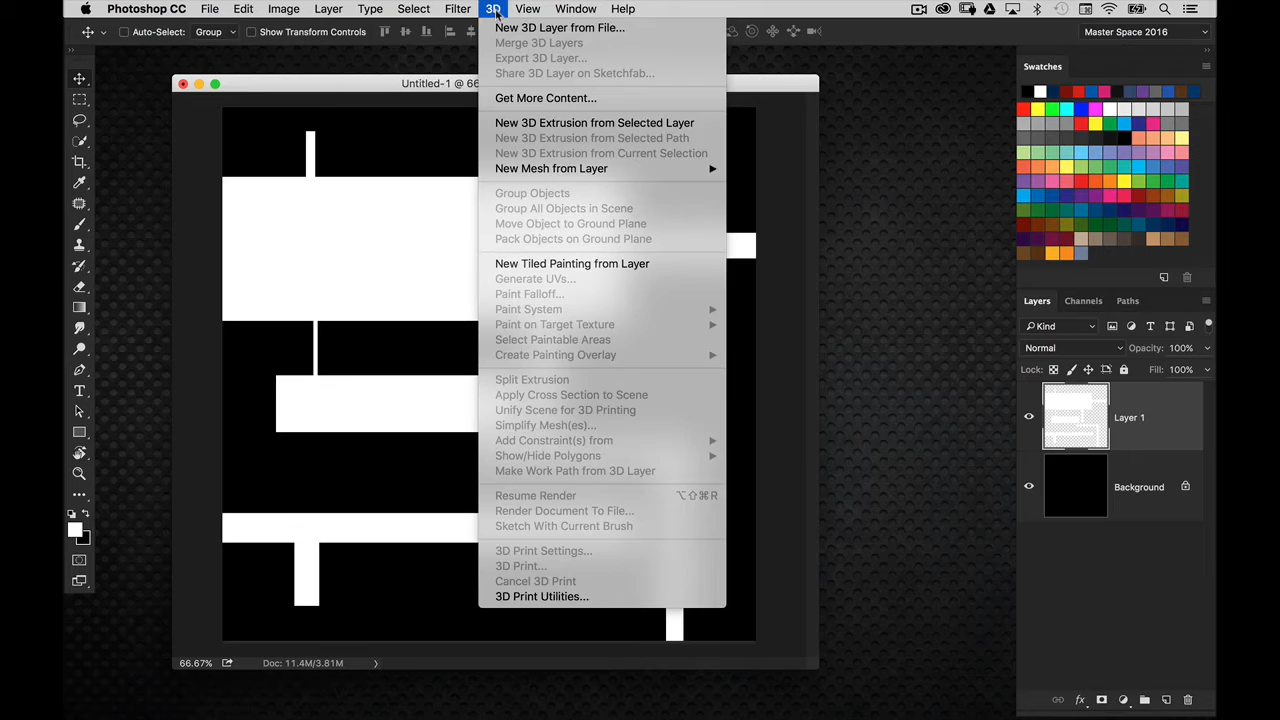 Photoshop CC File Edit Image Layer Type Select Filter 3D View Window Help
Auto-Select: Group Show Transform Controls Master Space 2016
Untitled-1 @ 66
New 3D Layer from File...
Merge 3D Layers
Export 3D Layer...
Share 3D Layer on Sketchfab...
Get More Content...
New 3D Extrusion from Selected Layer
New 3D Extrusion from Selected Path
New 3D Extrusion from Current Selection
New Mesh from Layer
Group Objects
Group All Objects in Scene
Move Object to Ground Plane
Pack Objects on Ground Plane
New Tiled Painting from Layer
Generate UVs...
Paint Falloff...
Paint System
Paint on Target Texture
Select Paintable Areas
Create Painting Overlay
Split Extrusion
Apply Cross Section to Scene
Unify Scene for 3D Printing
Simplify Mesh(es)...
Add Constraint(s) from
Show/Hide Polygons
Make Work Path from 3D Layer
Resume Render ⌥⇧⌘R
Render Document To File...
Sketch With Current Brush
3D Print Settings...
3D Print...
Cancel 3D Print
3D Print Utilities...
66.67% Doc: 11.4M/3.81M
Swatches
Layers Channels Paths
Kind
Normal Opacity: 100%
Lock: Fill: 100%
Layer 1
Background